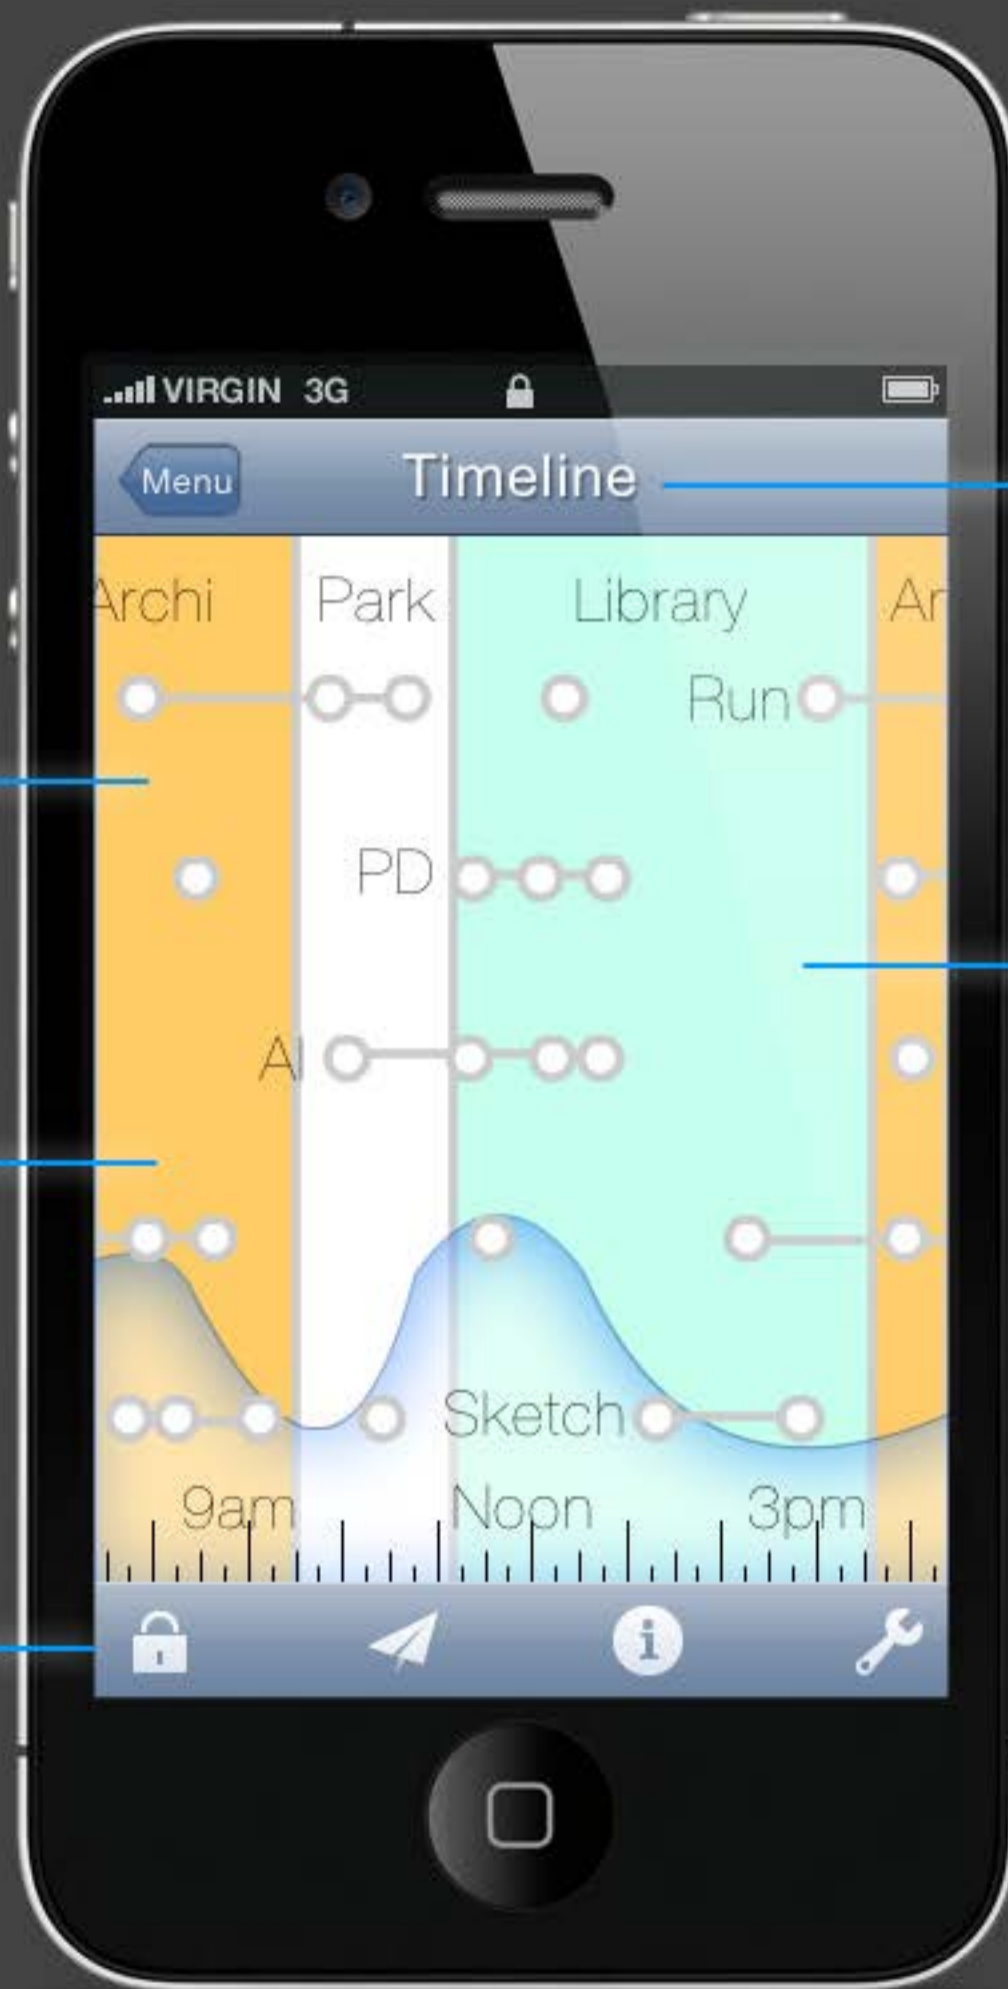 VIRGIN 3G
Menu Timeline
Archi Park Library Ar
Run
PD
AI
Sketch
9am Noon 3pm